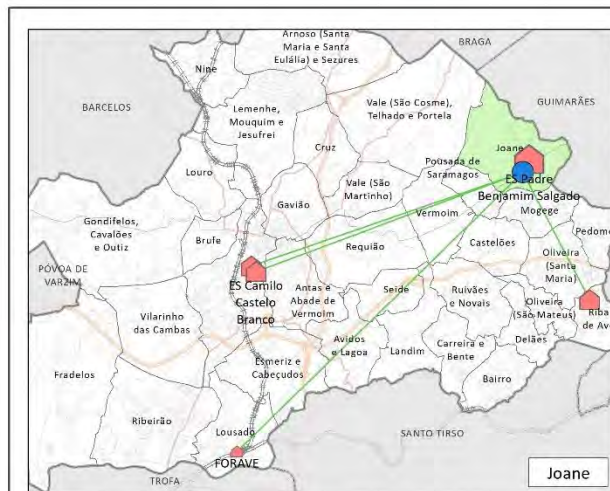 Arnoso (Santa
Maria e Santa
Eulália) e Sezures
BRAGA
Nine
BARCELOS
Lemenhe,
Mouquim e
Jesufrei
Vale (São Cosme),
Telhado e Portela
GUIMARÃES
Cruz
Joane
Louro
Pousada de
Saramagos
ES Padre
Benjamim Salgado
Vale (São
Martinho)
Gavião
Mogege
Vermoim
Gondifelos,
Cavalões
e Outiz
Brufe
Requião
Castelões
Pedome
Oliveira
(Santa
Maria)
PÓVOA DE
VARZIM
ES Camilo
Castelo
Branco
Antas e
Abade de
Vermoim
Seide
Ruivães
e Novais
Oliveira
(São Mateus)
Riba
de Ave
Vilarinho
das Cambas
Avidos
e Lagoa
Landim
Carreira e
Bente
Delães
Esmeriz e
Cabeçudos
Bairro
Fradelos
Ribeirão
Lousado
SANTO TIRSO
FORAVE
TROFA
Joane